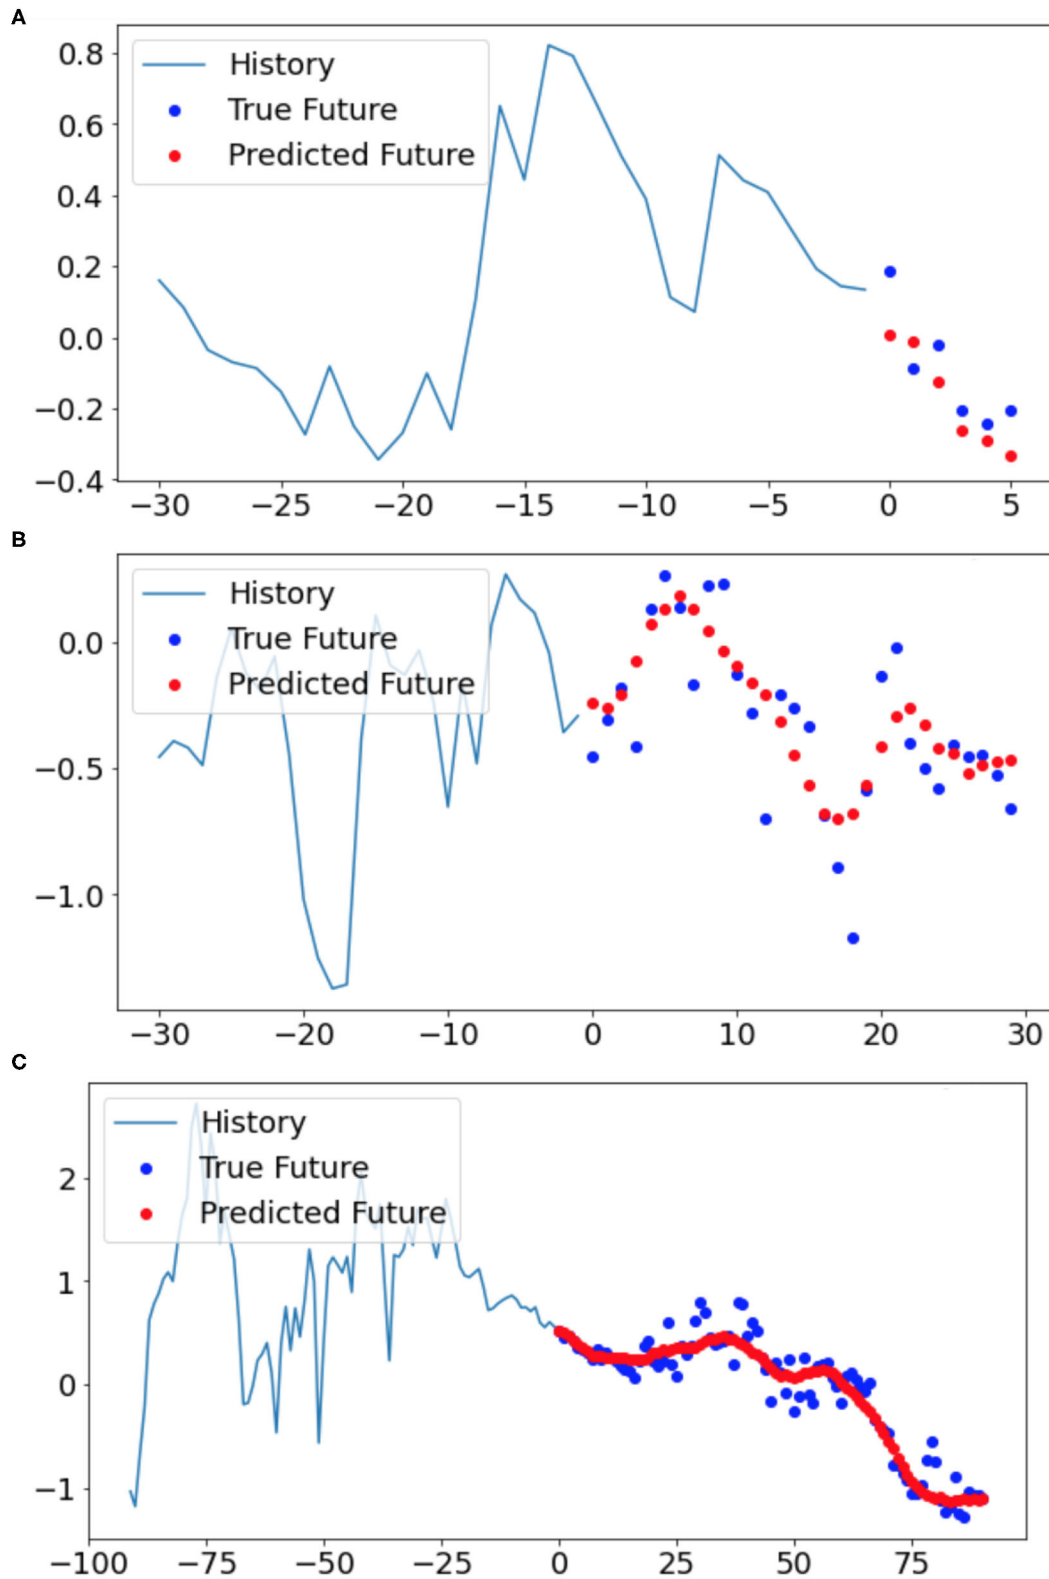 A
History
True Future
Predicted Future
0.8
0.6
0.4
0.2
0.0
−0.2
−0.4
−30 −25 −20 −15 −10 −5 0 5
B
History
True Future
Predicted Future
0.0
−0.5
−1.0
−30 −20 −10 0 10 20 30
C
History
True Future
Predicted Future
2
1
0
−1
−100 −75 −50 −25 0 25 50 75